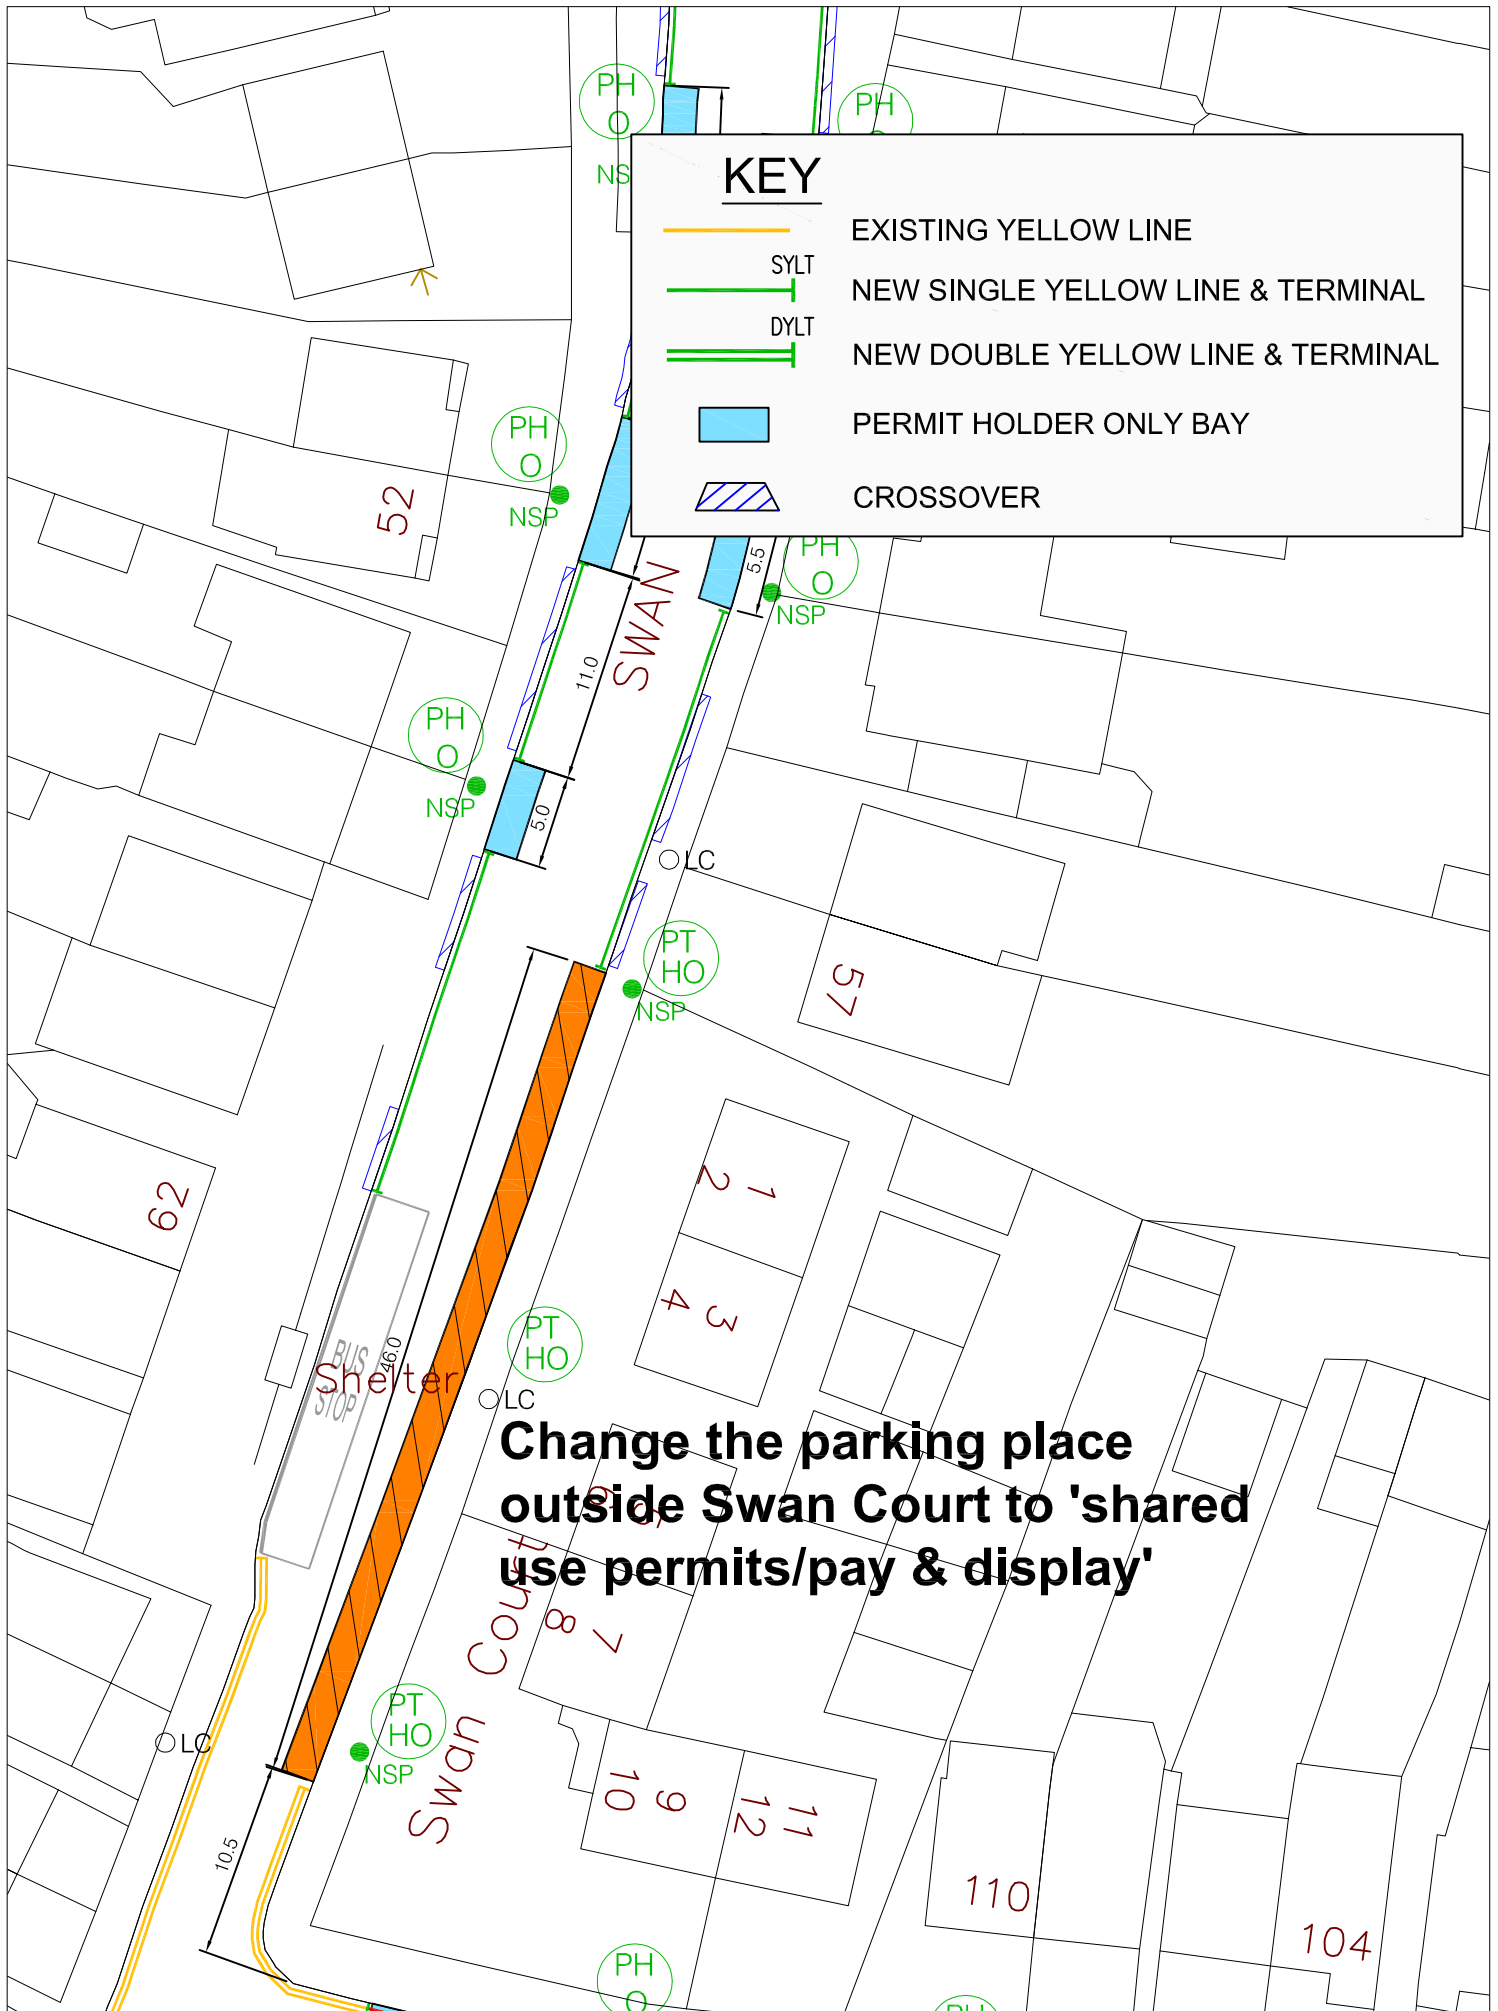 PH
O
PH
NS
KEY
EXISTING YELLOW LINE
SYLT
NEW SINGLE YELLOW LINE & TERMINAL
DYLT
NEW DOUBLE YELLOW LINE & TERMINAL
PERMIT HOLDER ONLY BAY
CROSSOVER
PH
O
NSP
52
PH
O
NSP
5.5
SWAN
11.0
PH
O
NSP
5.0
LC
PT
HO
NSP
57
62
1
2
3
4
PT
HO
BUS
STOP
Shelter
46.0
LC
Change the parking place
outside Swan Court to 'shared
use permits/pay & display'
5
6
7
8
Swan Court
PT
HO
NSP
LC
10.5
9
10
11
12
110
104
PH
O
PH